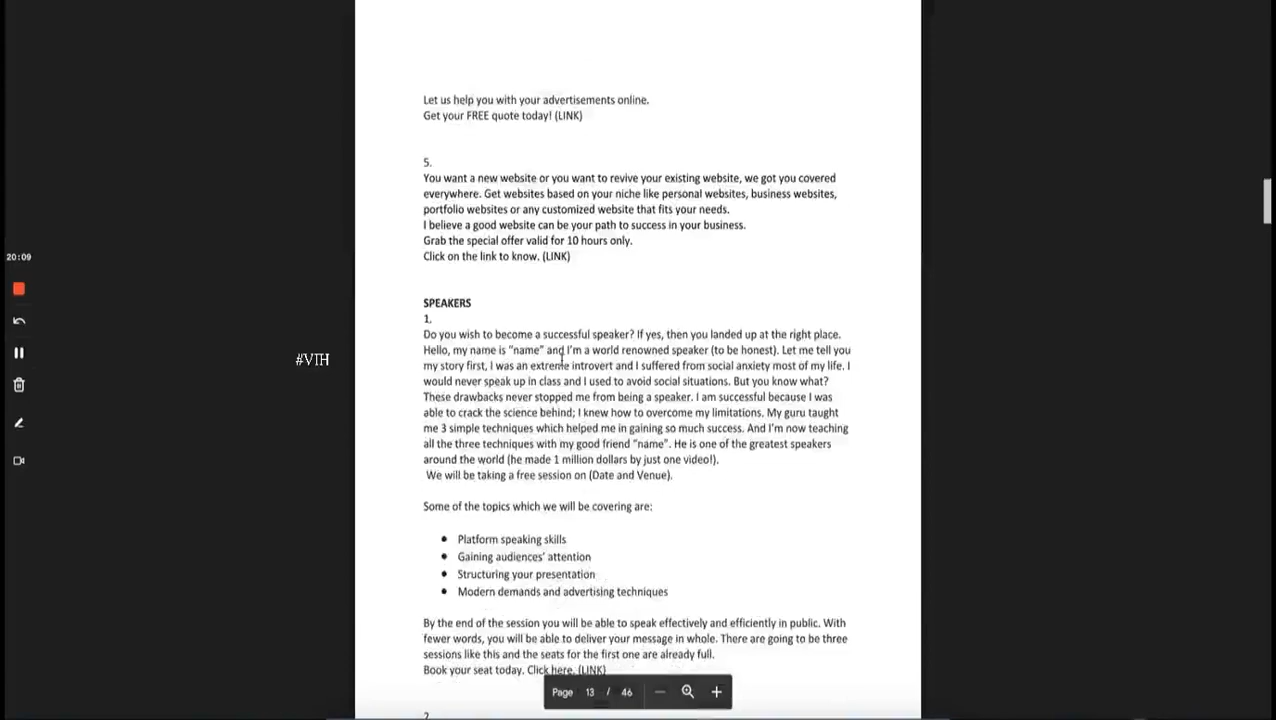 Let us help you with your advertisements online.
Get your FREE quote today! (LINK)
5.
You want a new website or you want to revive your existing website, we got you covered
everywhere. Get websites based on your niche like personal websites, business websites,
portfolio websites or any customized website that fits your needs.
I believe a good website can be your path to success in your business.
Grab the special offer valid for 10 hours only.
Click on the link to know. (LINK)
20:09
SPEAKERS
1.
Do you wish to become a successful speaker? If yes, then you landed up at the right place.
Hello, my name is "name" and I'm a world renowned speaker (to be honest). Let me tell you
#VIH
my story first, I was an extreme introvert and I suffered from social anxiety most of my life. I
would never speak up in class and I used to avoid social situations. But you know what?
These drawbacks never stopped me from being a speaker. I am successful because I was
able to crack the science behind; I knew how to overcome my limitations. My guru taught
me 3 simple techniques which helped me in gaining so much success. And I'm now teaching
all the three techniques with my good friend "name". He is one of the greatest speakers
around the world (he made 1 million dollars by just one video!).
We will be taking a free session on (Date and Venue).
Some of the topics which we will be covering are:
● Platform speaking skills
● Gaining audiences' attention
● Structuring your presentation
● Modern demands and advertising techniques
By the end of the session you will be able to speak effectively and efficiently in public. With
fewer words, you will be able to deliver your message in whole. There are going to be three
sessions like this and the seats for the first one are already full.
Book your seat today. Click here. (LINK)
Page 13 / 46